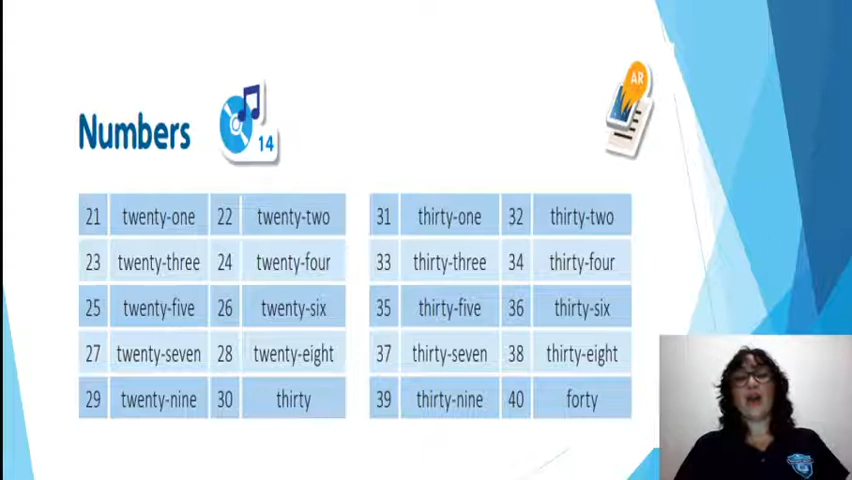 AR
Numbers
14
21 twenty-one 22 twenty-two 31 thirty-one 32 thirty-two
23 twenty-three 24 twenty-four 33 thirty-three 34 thirty-four
25 twenty-five 26 twenty-six 35 thirty-five 36 thirty-six
27 twenty-seven 28 twenty-eight 37 thirty-seven 38 thirty-eight
29 twenty-nine 30 thirty 39 thirty-nine 40 forty